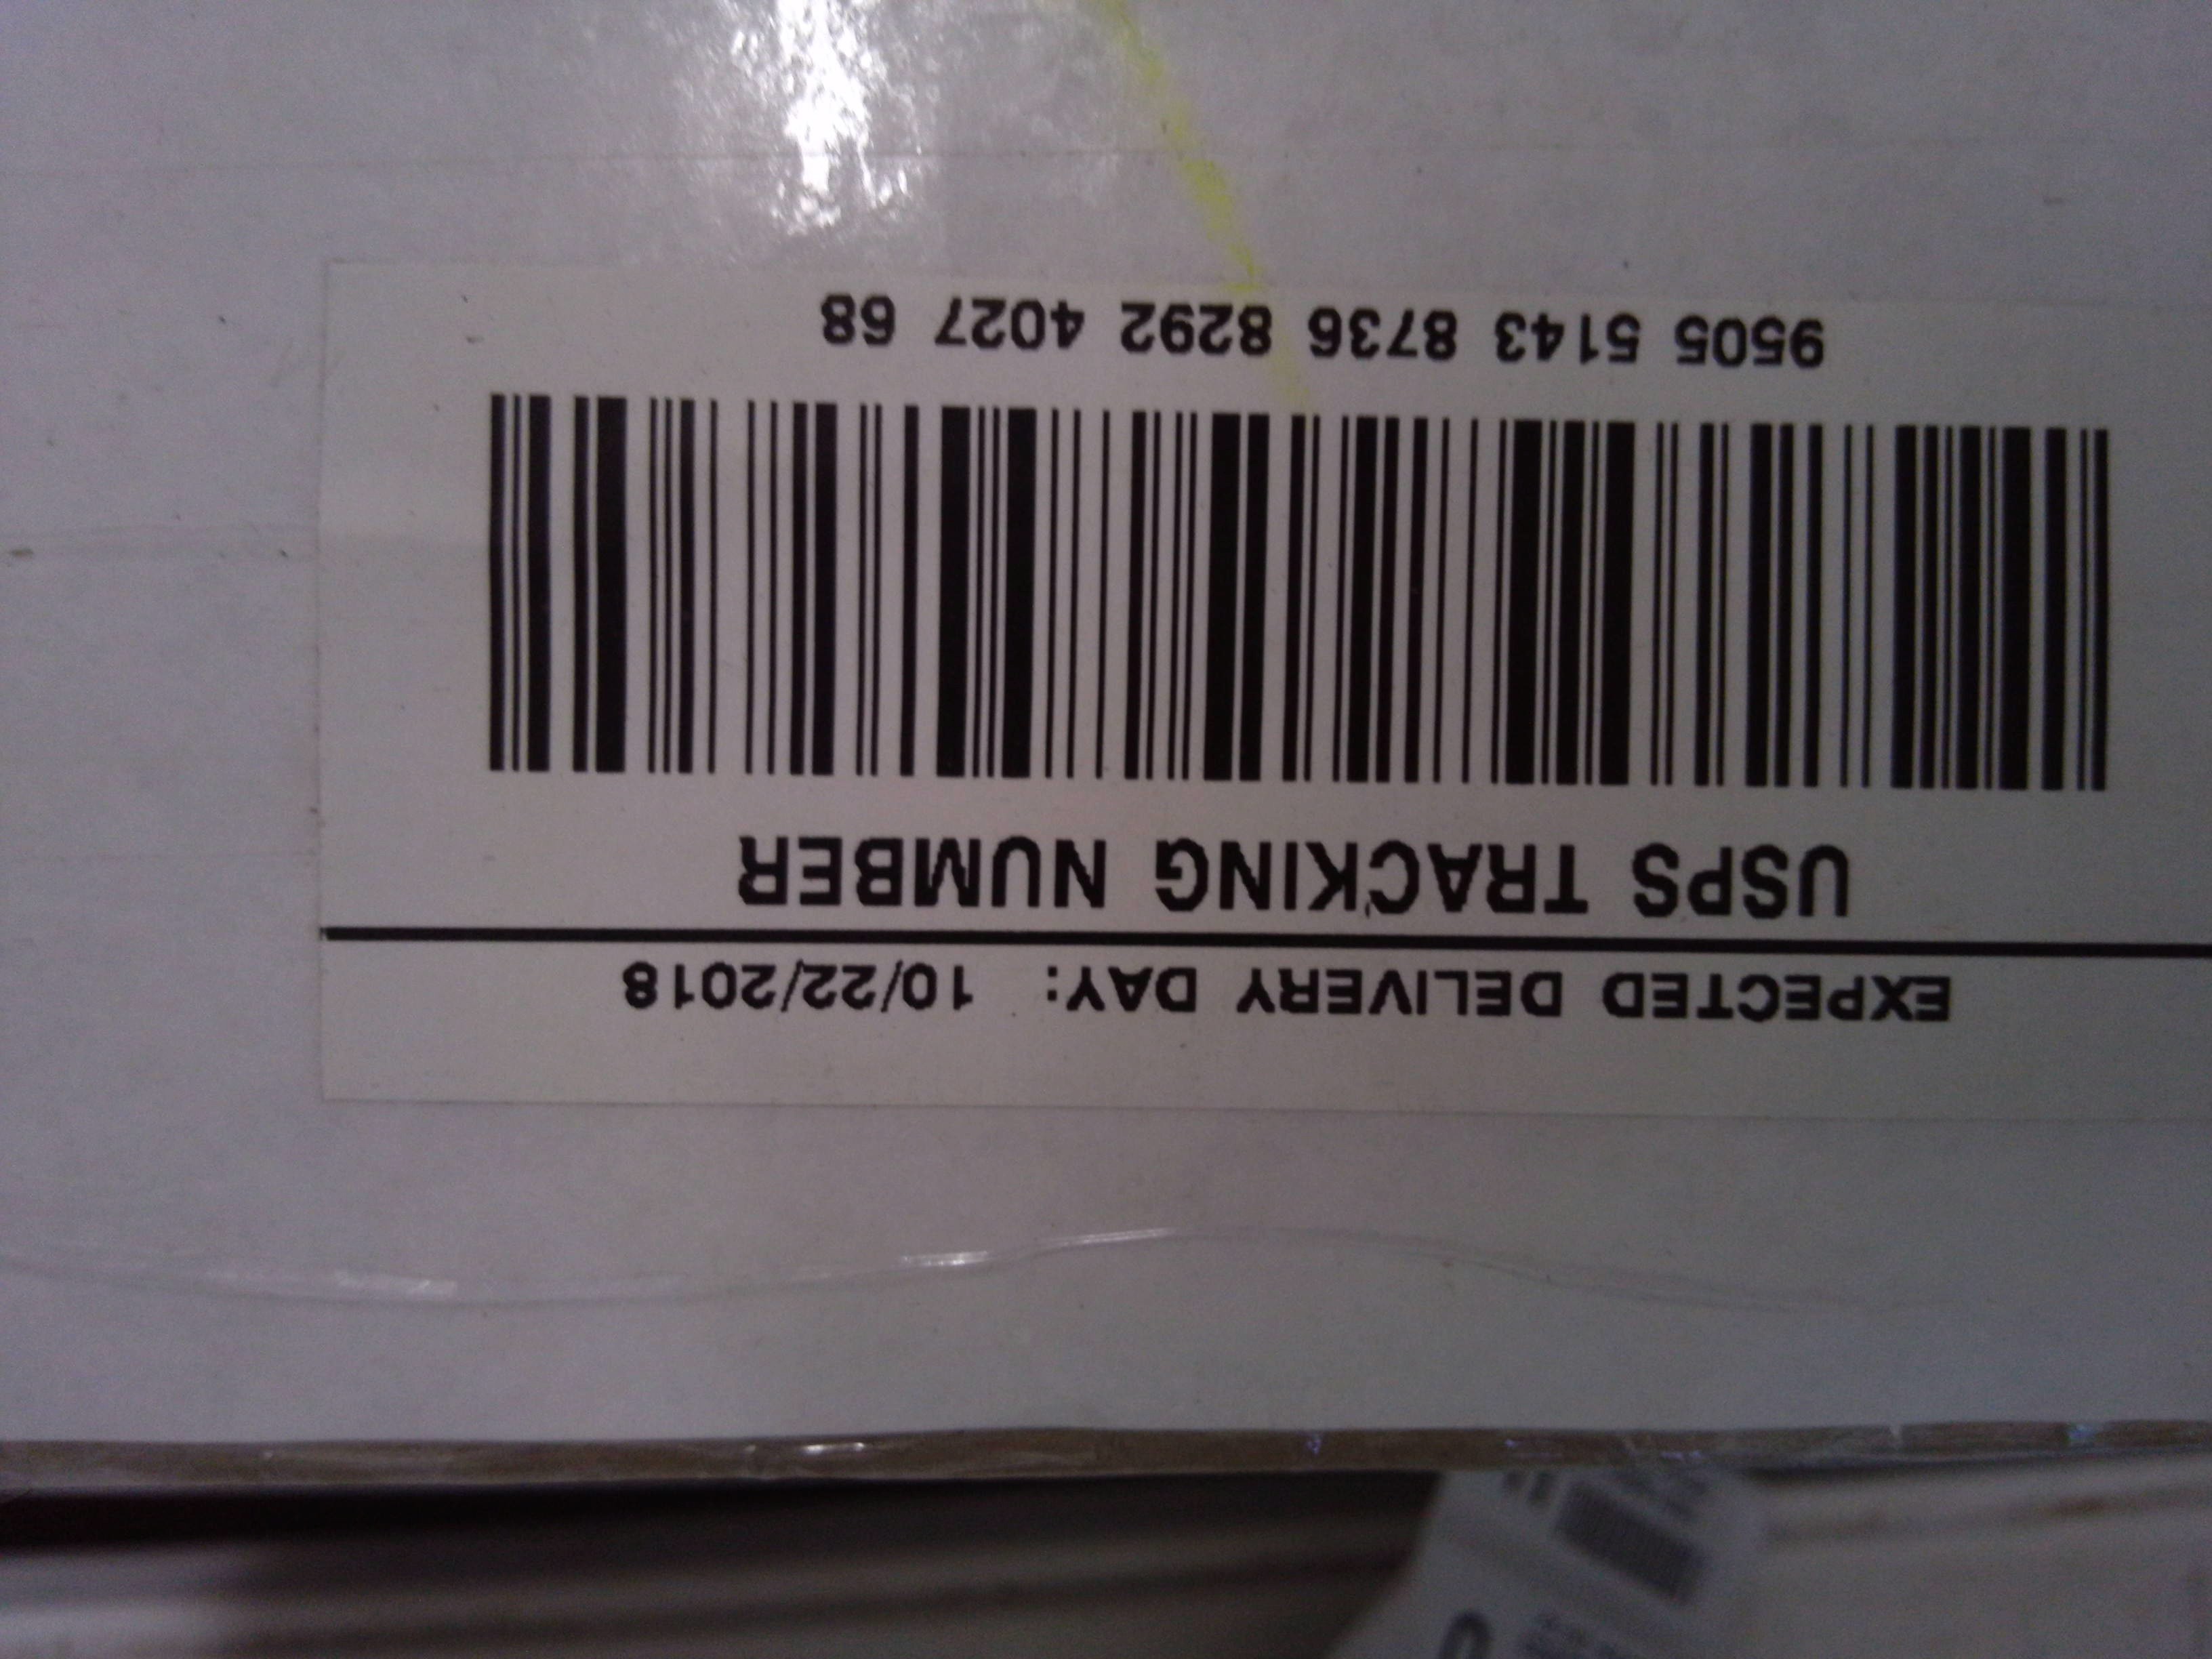 EXPECTED DELIVERY DAY: 10/22/2018
USPS TRACKING NUMBER
9505 5143 8736 8292 4027 68